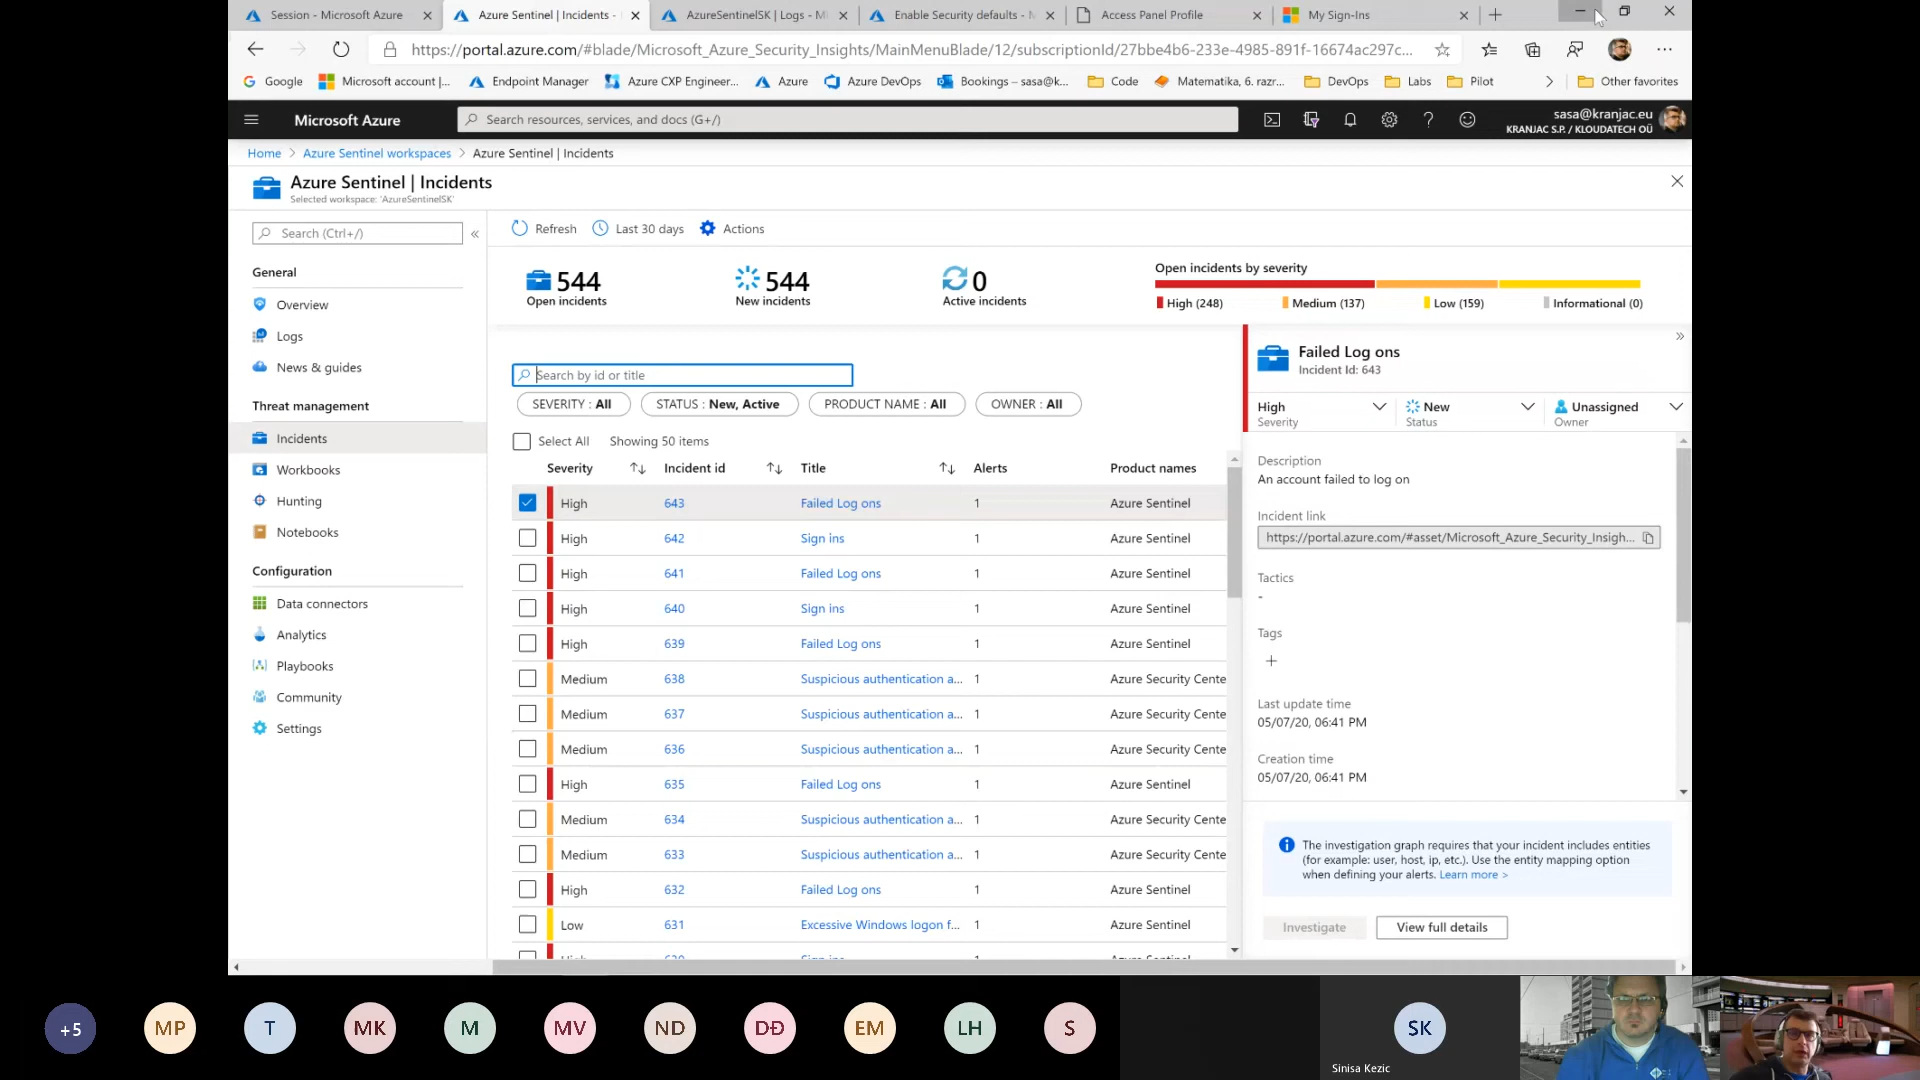 Session - Microsoft Azure
Azure Sentinel | Incidents -
AzureSentinelSK | Logs - Mi
Enable Security defaults - M
Access Panel Profile
My Sign-Ins
https://portal.azure.com/#blade/Microsoft_Azure_Security_Insights/MainMenuBlade/12/subscriptionId/27bbe4b6-233e-4985-891f-16674ac297c...
Google
Microsoft account |...
Endpoint Manager
Azure CXP Engineer...
Azure
Azure DevOps
Bookings – sasa@k...
Code
Matematika, 6. razr...
DevOps
Labs
Pilot
Other favorites
Microsoft Azure
Search resources, services, and docs (G+/)
sasa@kranjac.eu
KRANJAC S.P. / KLOUDATECH OÜ
Home > Azure Sentinel workspaces > Azure Sentinel | Incidents
Azure Sentinel | Incidents
Selected workspace: 'AzureSentinelSK'
Search (Ctrl+/)
«
General
Overview
Logs
News & guides
Threat management
Incidents
Workbooks
Hunting
Notebooks
Configuration
Data connectors
Analytics
Playbooks
Community
Settings
Refresh
Last 30 days
Actions
544
Open incidents
544
New incidents
0
Active incidents
Open incidents by severity
High (248)
Medium (137)
Low (159)
Informational (0)
Search by id or title
SEVERITY : All
STATUS : New, Active
PRODUCT NAME : All
OWNER : All
Select All
Showing 50 items
Severity Incident id Title Alerts Product names
High 643 Failed Log ons 1 Azure Sentinel
High 642 Sign ins 1 Azure Sentinel
High 641 Failed Log ons 1 Azure Sentinel
High 640 Sign ins 1 Azure Sentinel
High 639 Failed Log ons 1 Azure Sentinel
Medium 638 Suspicious authentication a... 1 Azure Security Cente
Medium 637 Suspicious authentication a... 1 Azure Security Cente
Medium 636 Suspicious authentication a... 1 Azure Security Cente
High 635 Failed Log ons 1 Azure Sentinel
Medium 634 Suspicious authentication a... 1 Azure Security Cente
Medium 633 Suspicious authentication a... 1 Azure Security Cente
High 632 Failed Log ons 1 Azure Sentinel
Low 631 Excessive Windows logon f... 1 Azure Sentinel
»
Failed Log ons
Incident Id: 643
High
Severity
New
Status
Unassigned
Owner
Description
An account failed to log on
Incident link
https://portal.azure.com/#asset/Microsoft_Azure_Security_Insigh...
Tactics
-
Tags
+
Last update time
05/07/20, 06:41 PM
Creation time
05/07/20, 06:41 PM
The investigation graph requires that your incident includes entities
(for example: user, host, ip, etc.). Use the entity mapping option
when defining your alerts. Learn more >
Investigate
View full details
+5
MP
T
MK
M
MV
ND
DĐ
EM
LH
S
SK
Sinisa Kezic